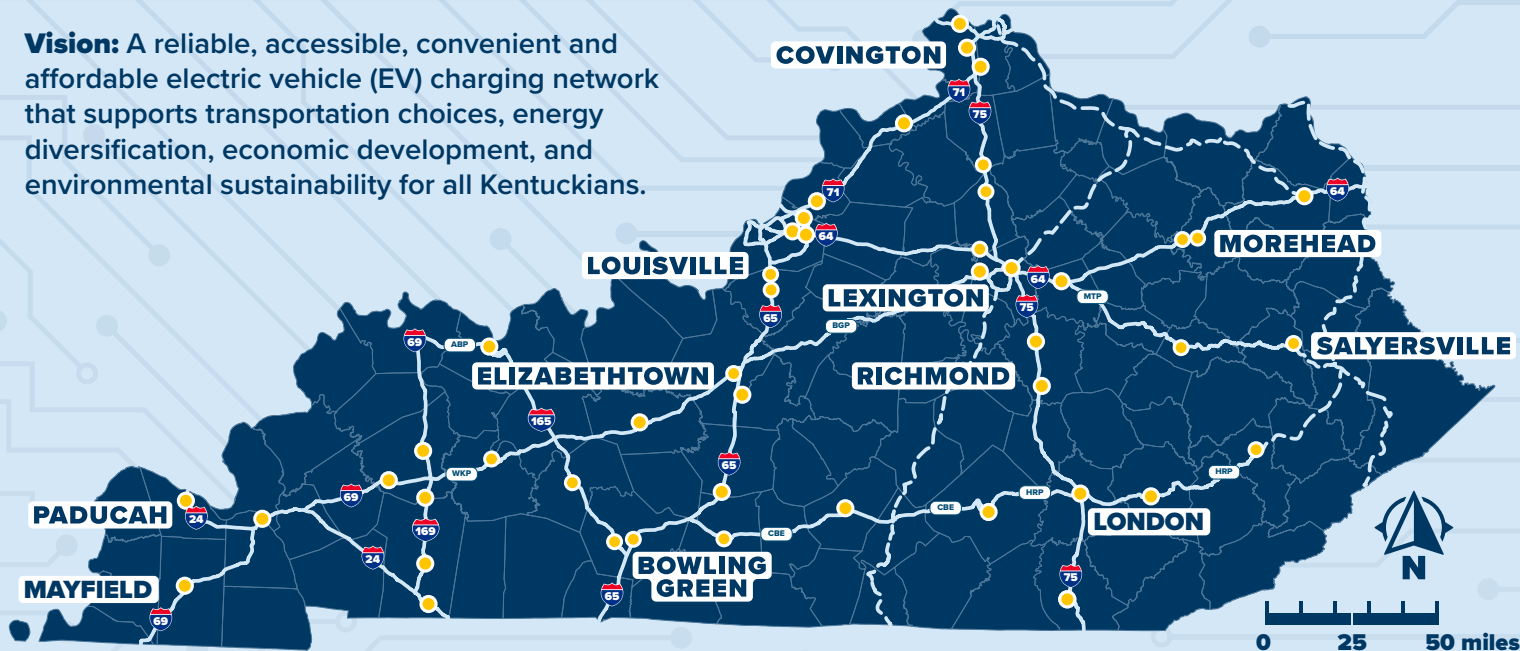 Vision: A reliable, accessible, convenient and
affordable electric vehicle (EV) charging network
that supports transportation choices, energy
diversification, economic development, and
environmental sustainability for all Kentuckians.
COVINGTON
71
75
71
64
64
MOREHEAD
LOUISVILLE
LEXINGTON
64
MTP
75
65
BGP
69
ABP
SALYERSVILLE
ELIZABETHTOWN
RICHMOND
165
65
WKP
HRP
69
HRP
CBE
PADUCAH
24
169
CBE
LONDON
24
BOWLING
GREEN
75
MAYFIELD
65
69
N
0 25 50 miles